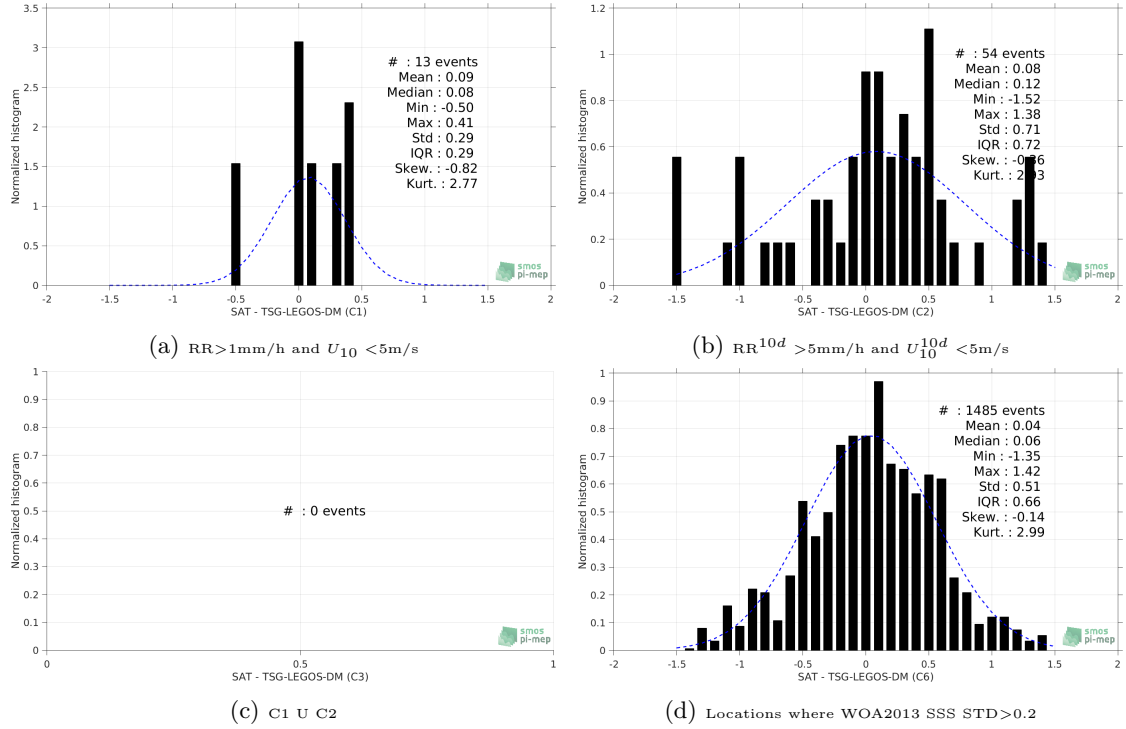 3.5
3
2.5
2
1.5
1
0.5
0
-2
-1.5
-1
-0.5
0
0.5
1
1.5
2
Normalized histogram
SAT - TSG-LEGOS-DM (C1)
# : 13 events
Mean : 0.09
Median : 0.08
Min : -0.50
Max : 0.41
Std : 0.29
IQR : 0.29
Skew. : -0.82
Kurt. : 2.77
smos
pi-mep
(a) RR>1mm/h and U10 <5m/s
1.2
1
0.8
0.6
0.4
0.2
0
-2
-1.5
-1
-0.5
0
0.5
1
1.5
2
Normalized histogram
SAT - TSG-LEGOS-DM (C2)
# : 54 events
Mean : 0.08
Median : 0.12
Min : -1.52
Max : 1.38
Std : 0.71
IQR : 0.72
Skew. : -0.36
Kurt. : 2.93
smos
pi-mep
(b) RR10d >5mm/h and U10d10 <5m/s
1
0.9
0.8
0.7
0.6
0.5
0.4
0.3
0.2
0.1
0
0
0.5
1
Normalized histogram
SAT - TSG-LEGOS-DM (C3)
# : 0 events
smos
pi-mep
(c) C1 U C2
1
0.9
0.8
0.7
0.6
0.5
0.4
0.3
0.2
0.1
0
-2
-1.5
-1
-0.5
0
0.5
1
1.5
2
Normalized histogram
SAT - TSG-LEGOS-DM (C6)
# : 1485 events
Mean : 0.04
Median : 0.06
Min : -1.35
Max : 1.42
Std : 0.51
IQR : 0.66
Skew. : -0.14
Kurt. : 2.99
smos
pi-mep
(d) Locations where WOA2013 SSS STD>0.2